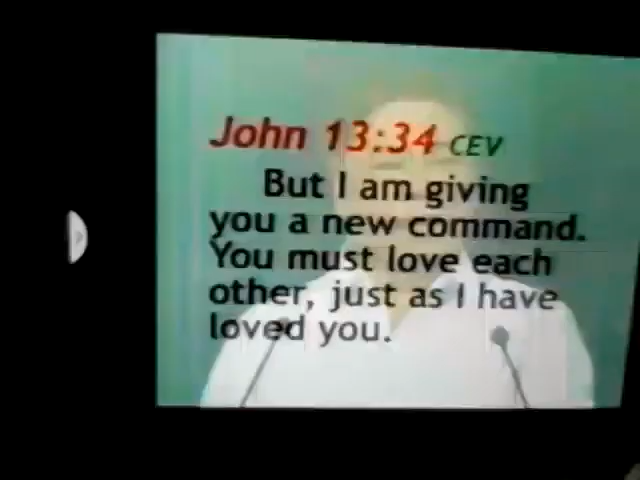 John 13:34 CEV
But I am giving
you a new command.
You must love each
other, just as I have
loved you.